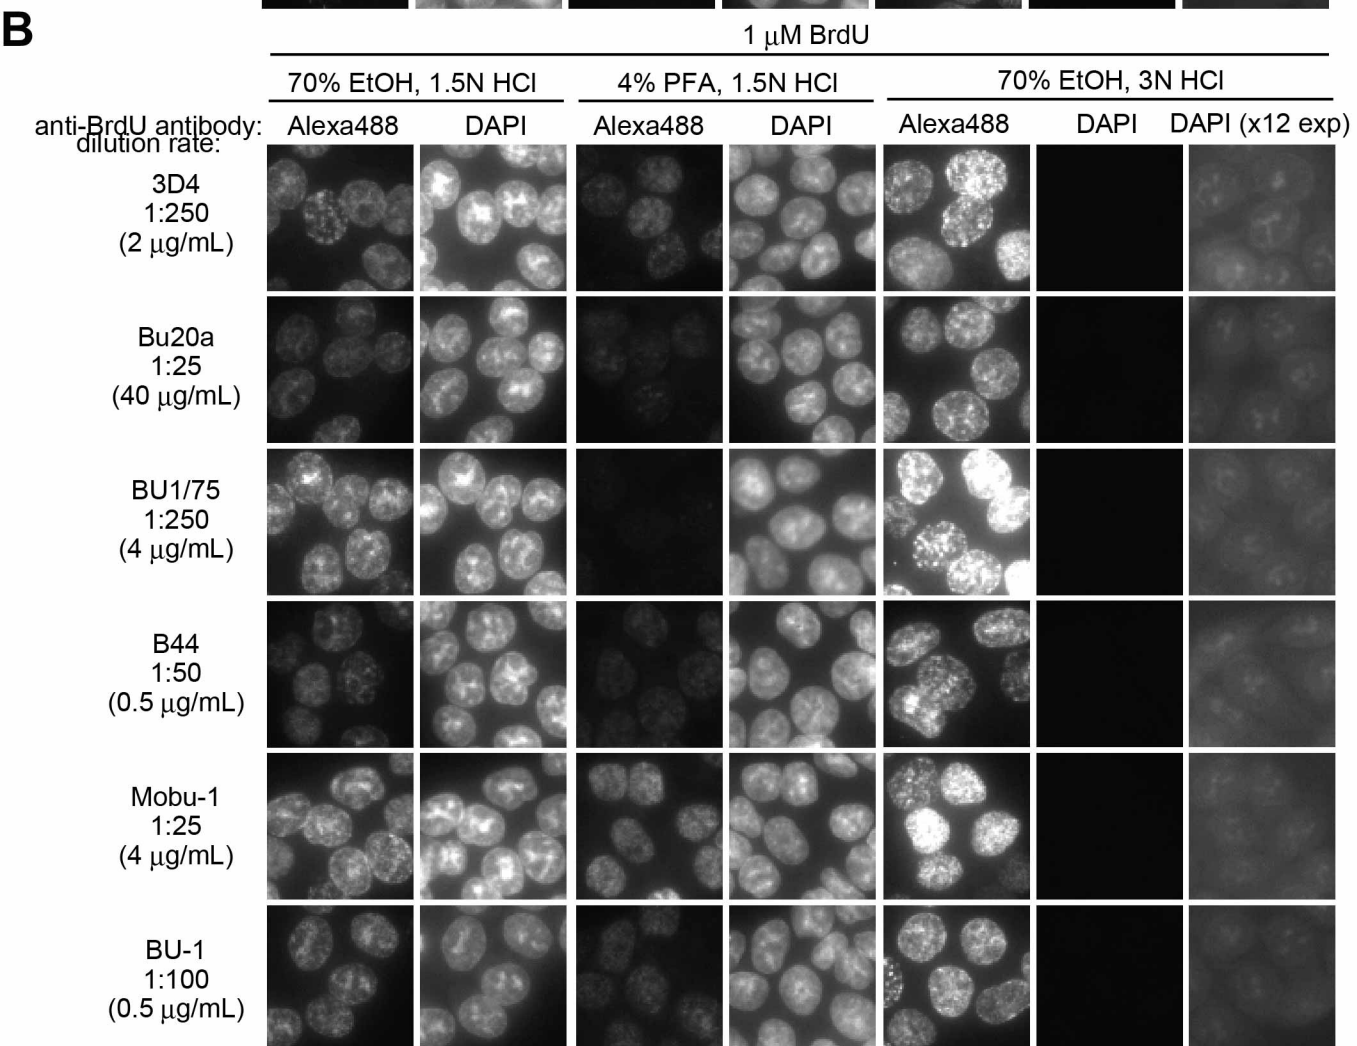 B
1 μM BrdU
70% EtOH, 1.5N HCl 4% PFA, 1.5N HCl 70% EtOH, 3N HCl
anti-BrdU antibody: Alexa488 DAPI Alexa488 DAPI Alexa488 DAPI DAPI (x12 exp)
dilution rate:
3D4
1:250
(2 μg/mL)
Bu20a
1:25
(40 μg/mL)
BU1/75
1:250
(4 μg/mL)
B44
1:50
(0.5 μg/mL)
Mobu-1
1:25
(4 μg/mL)
BU-1
1:100
(0.5 μg/mL)